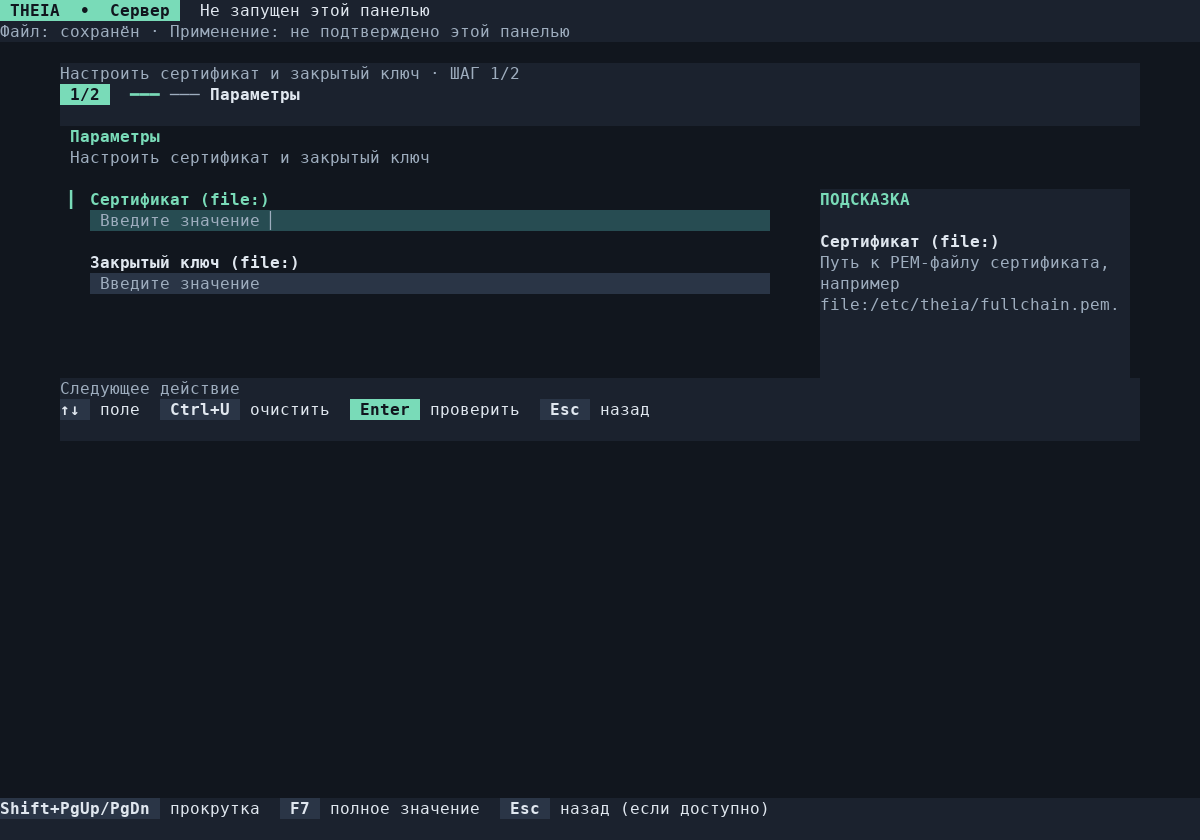 THEIA • Сервер Не запущен этой панелью
Файл: сохранён · Применение: не подтверждено этой панелью
Настроить сертификат и закрытый ключ · ШАГ 1/2
1/2 ━━━ ─── Параметры
Параметры
Настроить сертификат и закрытый ключ
Сертификат (file:)
Введите значение
Закрытый ключ (file:)
Введите значение
ПОДСКАЗКА
Сертификат (file:)
Путь к PEM-файлу сертификата,
например
file:/etc/theia/fullchain.pem.
Следующее действие
↑↓ поле Ctrl+U очистить Enter проверить Esc назад
Shift+PgUp/PgDn прокрутка F7 полное значение Esc назад (если доступно)